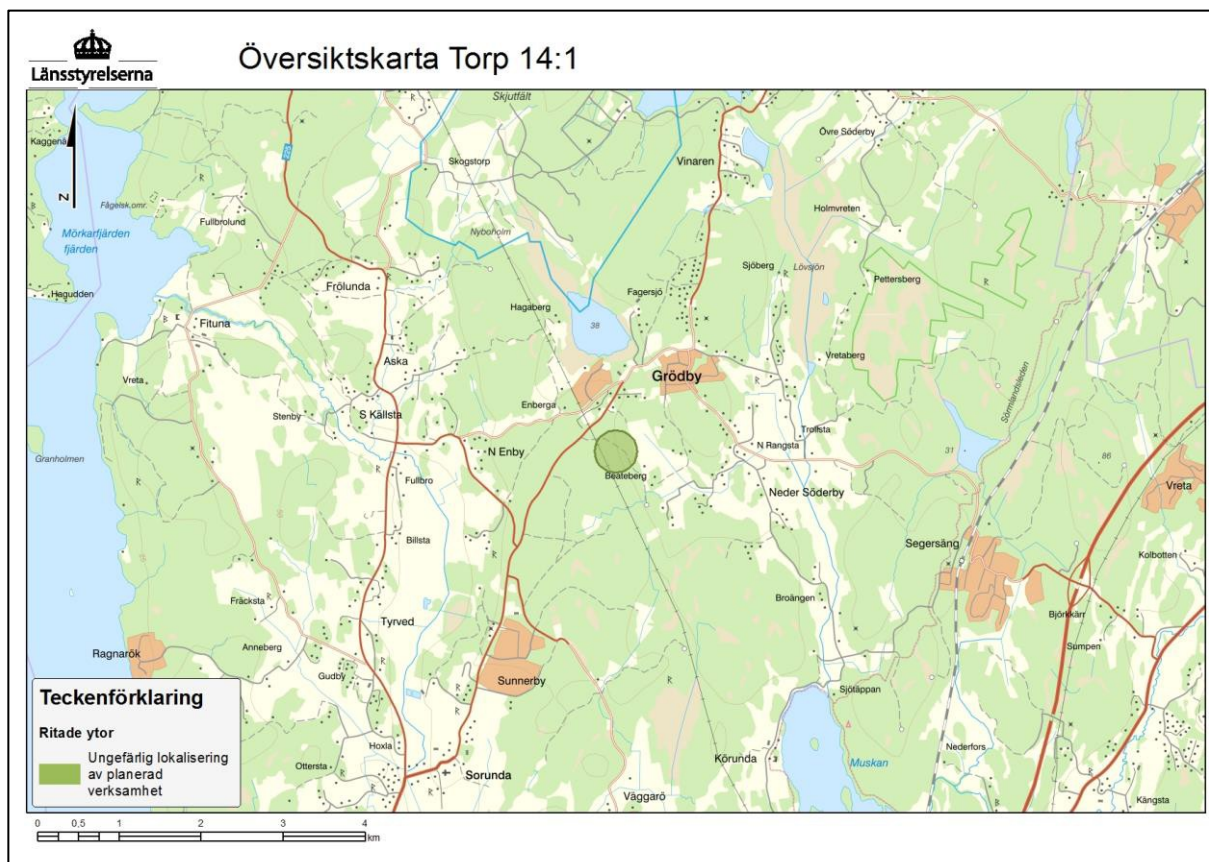 Länsstyrelserna
Översiktskarta Torp 14:1
Skjutfält
Kaggenä
N
Fågelsk.omr.
Mörkarfjärden
fjärden
Hagudden
Fullbrolund
225
Skogstorp
Nyboholm
Vinaren
Övre Söderby
Holmvreten
Sjöberg
Lövsjön
Pettersberg
Frölunda
Hagaberg
Fagersjö
38
Fituna
Aska
Vretaberg
Sörmlandsleden
Vreta
Stenby
S Källsta
Enberga
Grödby
Trollsta
N Rangsta
31
86
Granholmen
N Enby
Beateberg
Fullbro
Neder Söderby
Vreta
Billsta
Segersäng
Kolbotten
Fräcksta
Broängen
Björkkärr
Tyrved
Sumpen
Ragnarök
Anneberg
Gudby
Sunnerby
Sjötäppan
Teckenförklaring
Ritade ytor
Ungefärlig lokalisering
av planerad
verksamhet
Hoxla
Ottersta
Sorunda
Körunda
Muskan
Nederfors
Väggarö
Kängsta
0 0,5 1 2 3 4
km